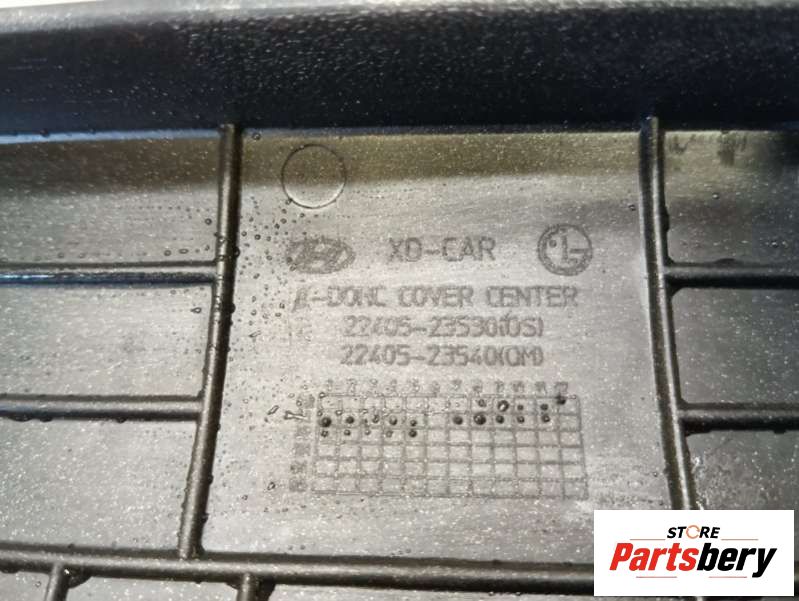 XD-CAR
β-DOHC COVER CENTER
22405-23530(DS)
22405-23540(QM)
STORE
Partsbery